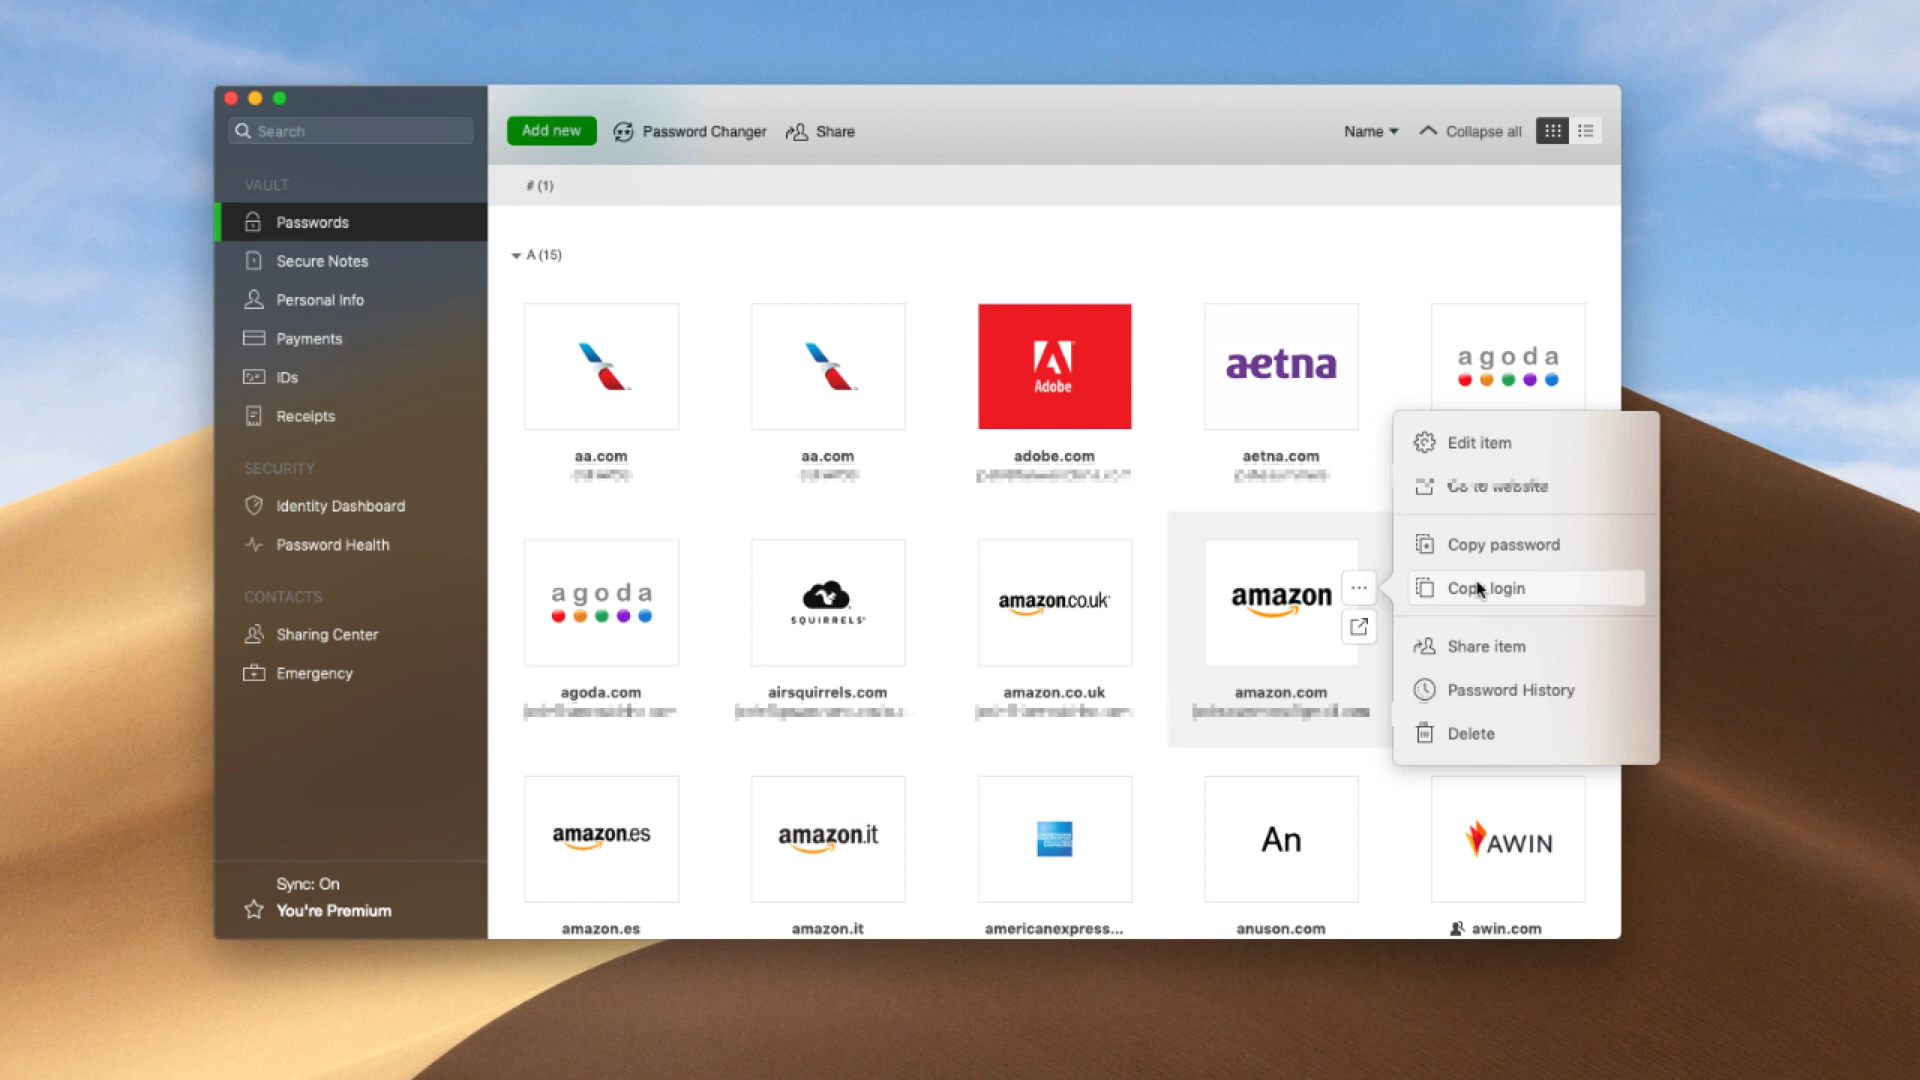 Search
Add new
Password Changer
Share
Name
Collapse all
VAULT
# (1)
Passwords
Secure Notes
A (15)
Personal Info
Payments
IDs
Receipts
Adobe
aetna
agoda
aa.com
aa.com
adobe.com
aetna.com
Edit item
Go to website
SECURITY
Identity Dashboard
Password Health
CONTACTS
Sharing Center
Emergency
agoda
SQUIRRELS
amazon.co.uk
amazon
Copy password
Copy login
Share item
Password History
Delete
agoda.com
airsquirrels.com
amazon.co.uk
amazon.com
amazon.es
amazon.it
An
AWIN
amazon.es
amazon.it
americanexpress...
anuson.com
awin.com
Sync: On
You're Premium